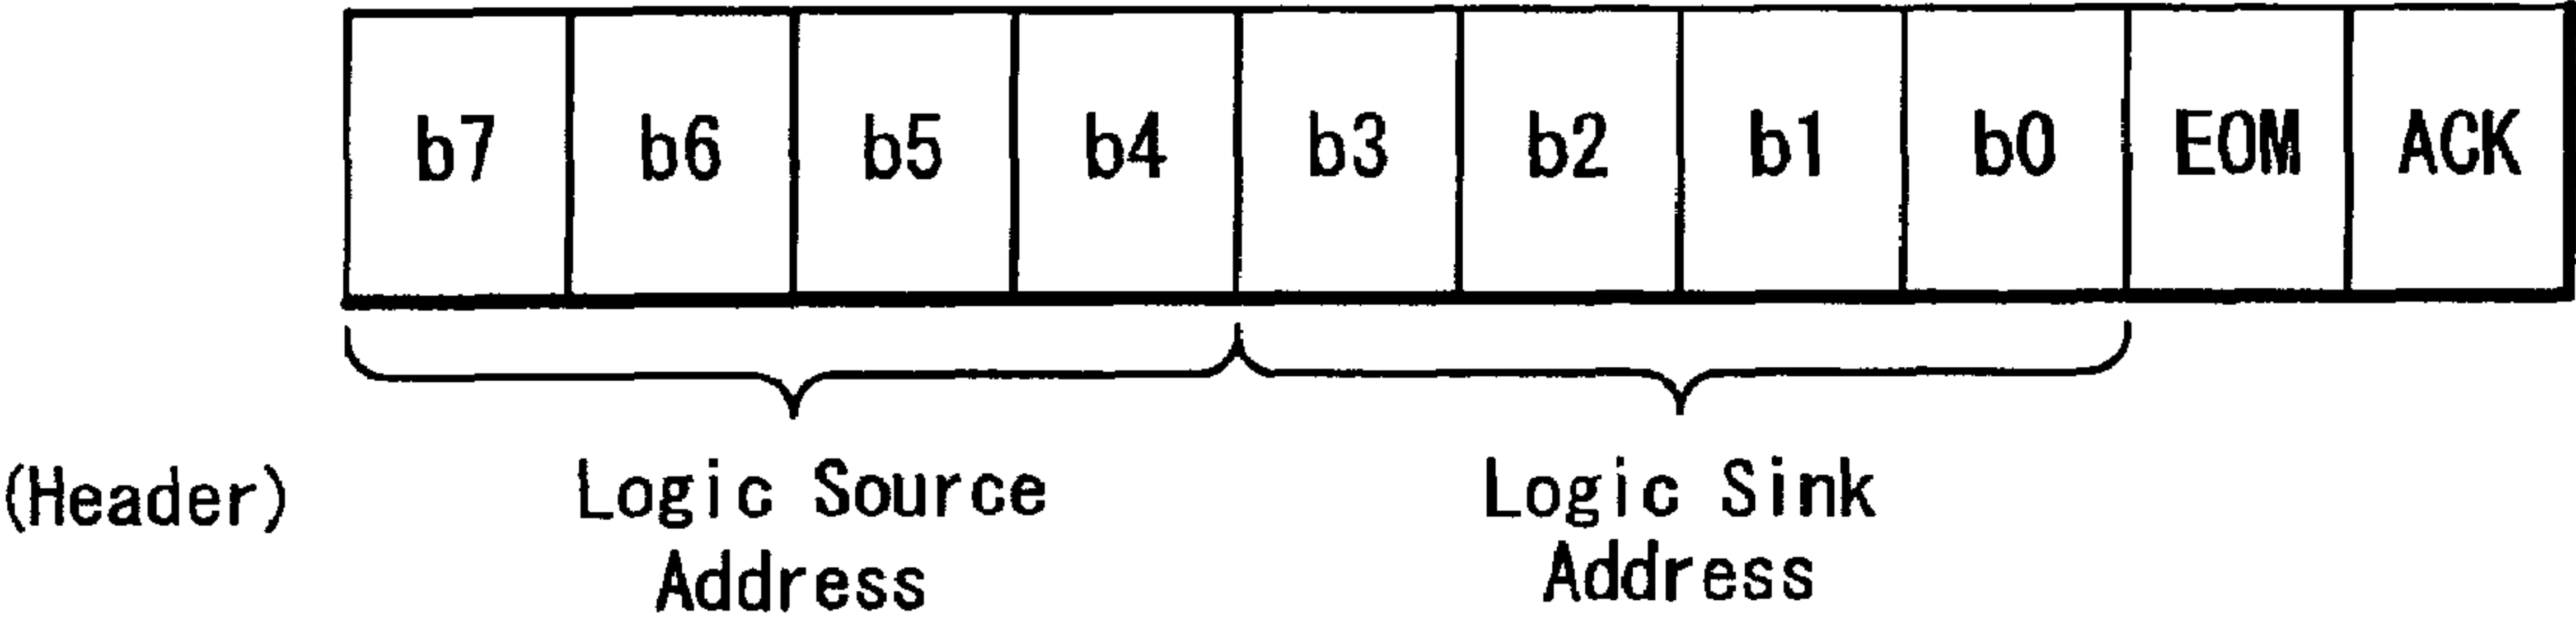 b7 b6 b5 b4 b3 b2 b1 b0 EOM ACK
(Header) Logic Source Logic Sink
Address Address